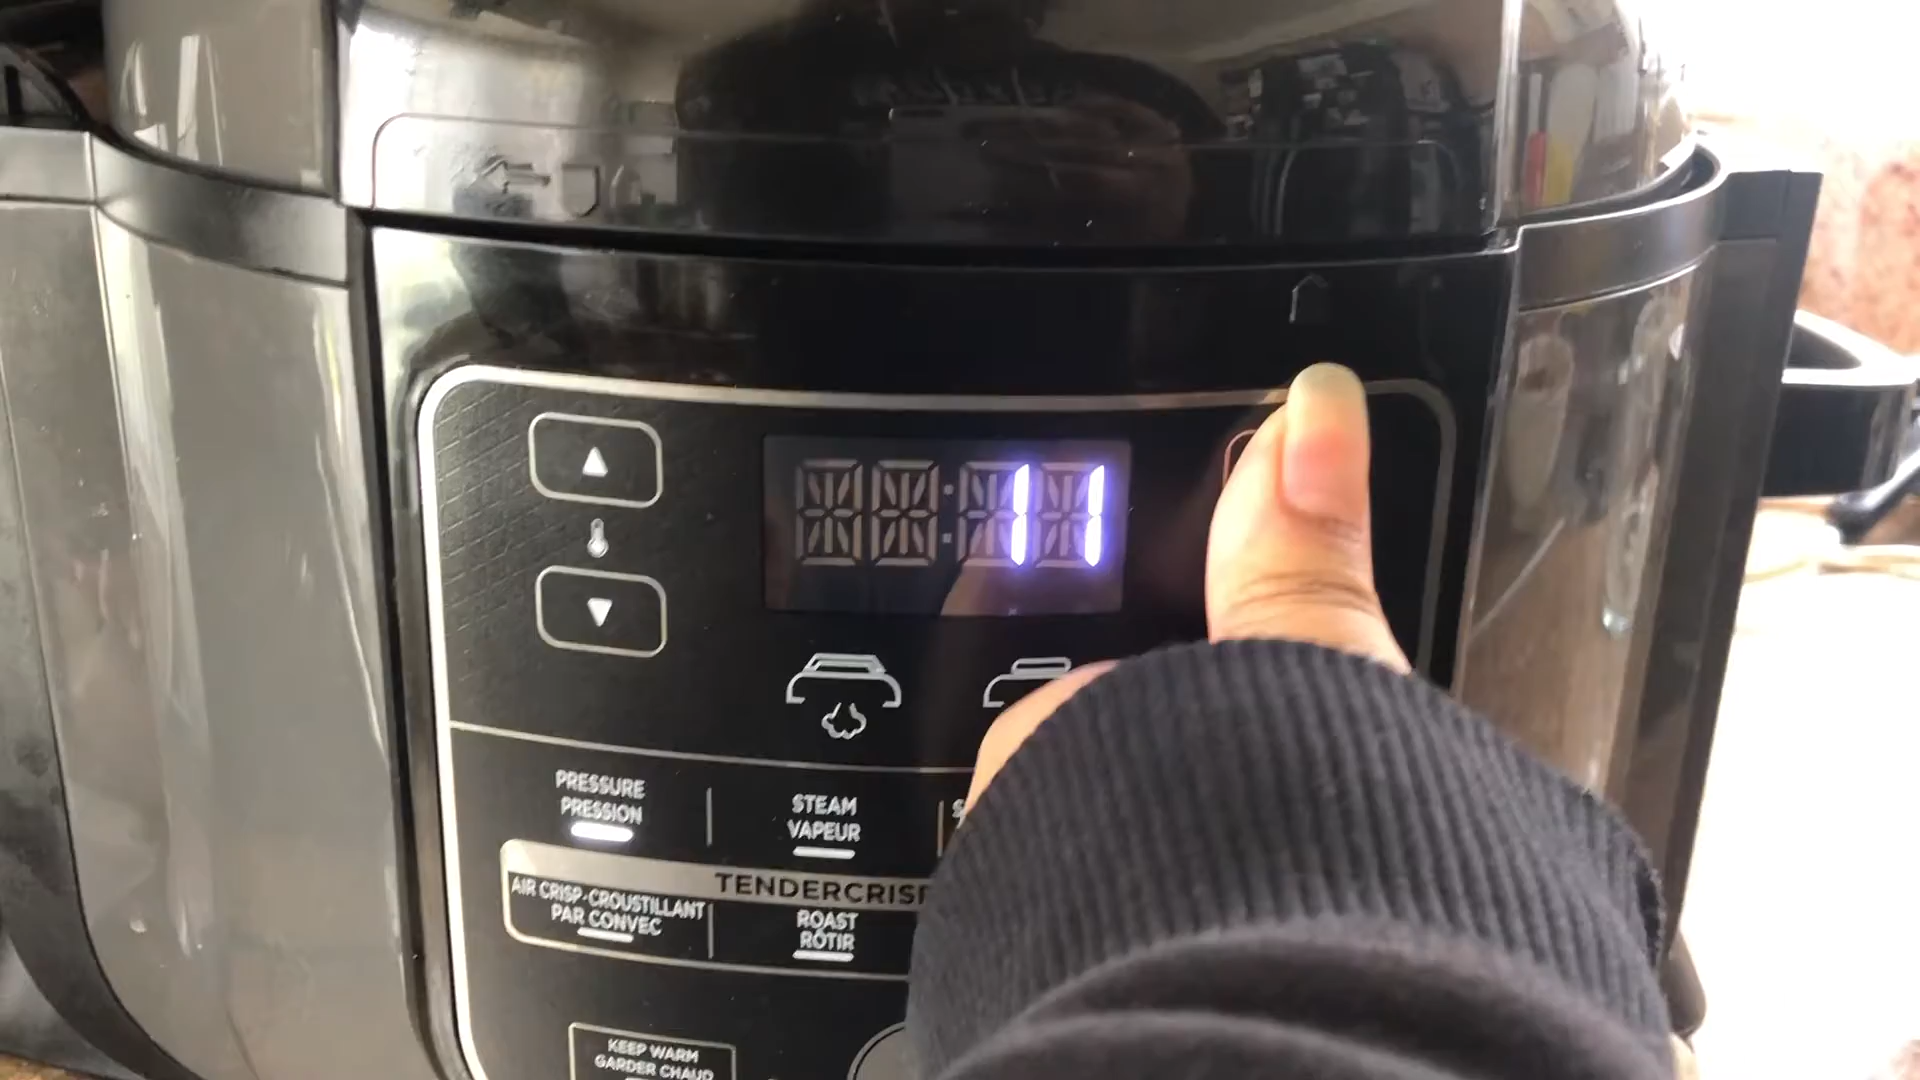 11
PRESSURE
PRESSION
STEAM
VAPEUR
TENDERCRISP
AIR CRISP-CROUSTILLANT
PAR CONVEC
ROAST
RÔTIR
KEEP WARM
GARDER CHAUD